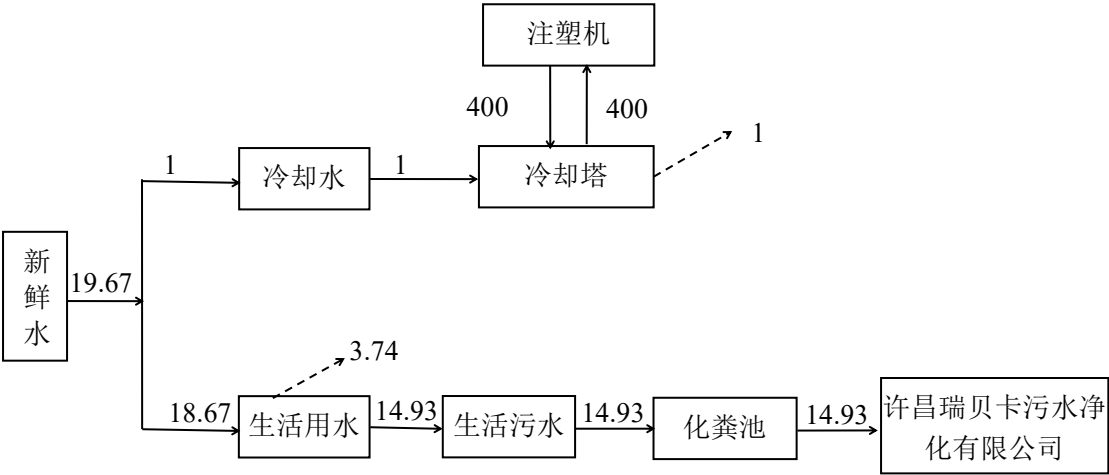 注塑机
400
400
1
1
冷却水
1
冷却塔
新
鲜
水
19.67
3.74
18.67
生活用水
14.93
生活污水
14.93
化粪池
14.93
许昌瑞贝卡污水净
化有限公司